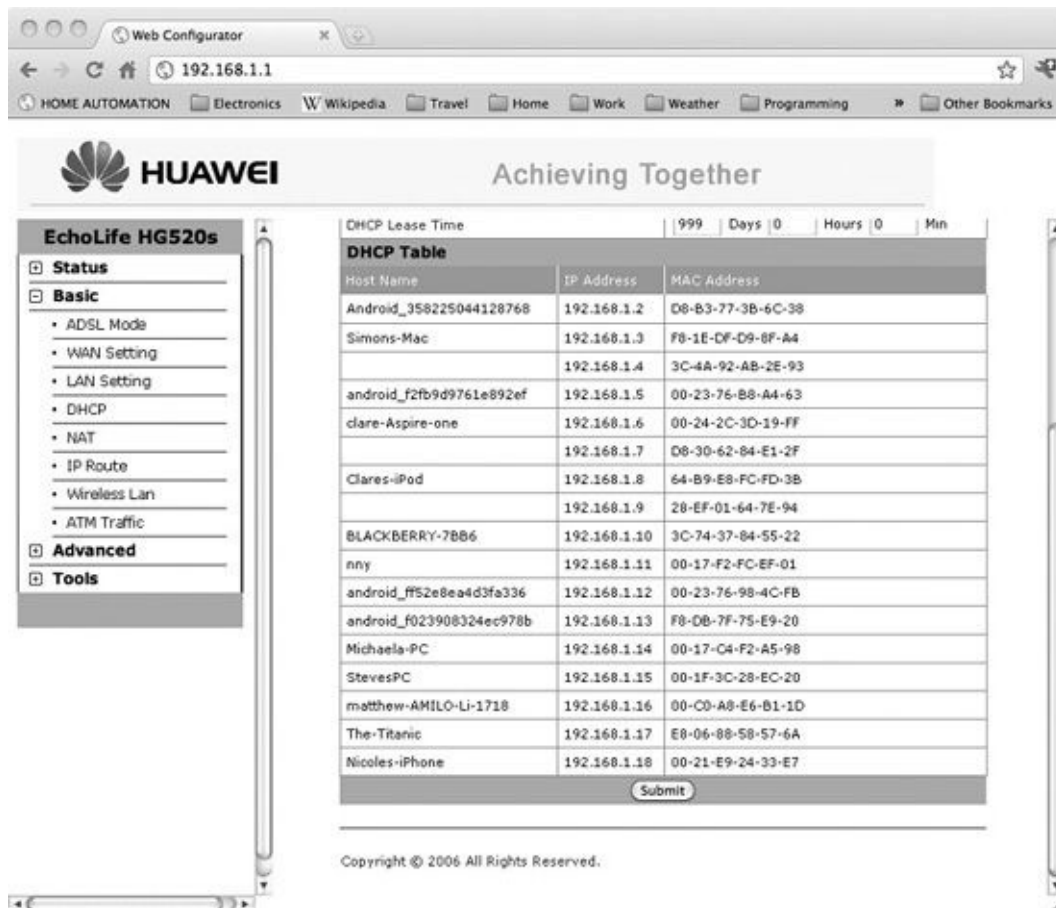 Web Configurator
192.168.1.1
HOME AUTOMATION Electronics W Wikipedia Travel Home Work Weather Programming » Other Bookmarks
HUAWEI Achieving Together
EchoLife HG520s
Status
Basic
ADSL Mode
WAN Setting
LAN Setting
DHCP
NAT
IP Route
Wireless Lan
ATM Traffic
Advanced
Tools
DHCP Lease Time 999 Days 0 Hours 0 Min
DHCP Table
Host Name IP Address MAC Address
Android_358225044128768 192.168.1.2 D8-B3-77-3B-6C-38
Simons-Mac 192.168.1.3 F8-1E-DF-D9-8F-A4
192.168.1.4 3C-4A-92-AB-2E-93
android_f2fb9d9761e892ef 192.168.1.5 00-23-76-B8-A4-63
clare-Aspire-one 192.168.1.6 00-24-2C-3D-19-FF
192.168.1.7 D8-30-62-84-E1-2F
Clares-iPod 192.168.1.8 64-B9-E8-FC-FD-3B
192.168.1.9 28-EF-01-64-7E-94
BLACKBERRY-7BB6 192.168.1.10 3C-74-37-84-55-22
nny 192.168.1.11 00-17-F2-FC-EF-01
android_ff52e8ea4d3fa336 192.168.1.12 00-23-76-98-4C-FB
android_f023908324ec978b 192.168.1.13 F8-DB-7F-75-E9-20
Michaela-PC 192.168.1.14 00-17-C4-F2-A5-98
StevesPC 192.168.1.15 00-1F-3C-28-EC-20
matthew-AMILO-Li-1718 192.168.1.16 00-C0-A8-E6-B1-1D
The-Titanic 192.168.1.17 E8-06-88-58-57-6A
Nicoles-iPhone 192.168.1.18 00-21-E9-24-33-E7
Submit
Copyright © 2006 All Rights Reserved.